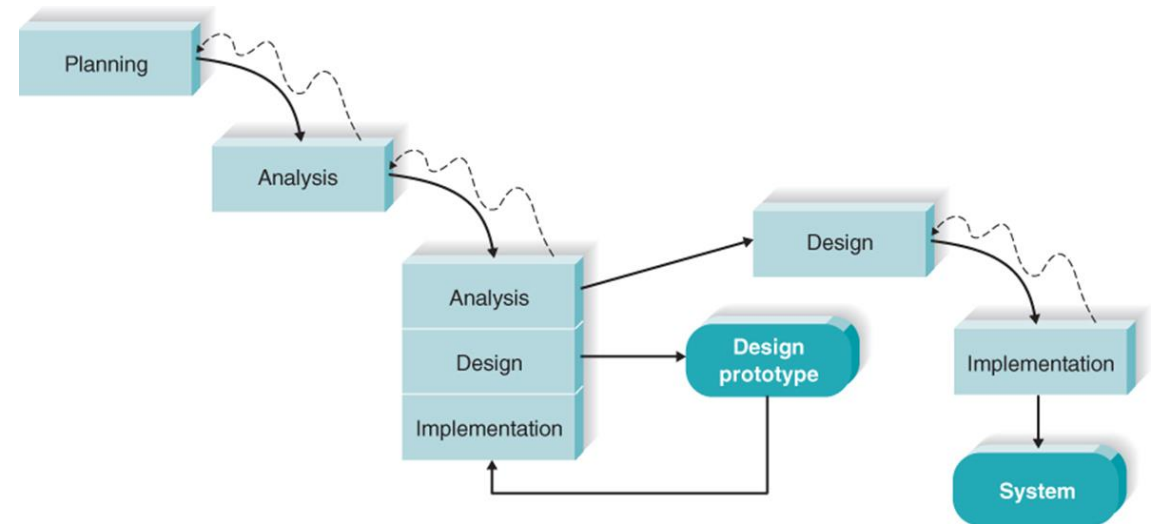 Planning
Analysis
Analysis
Design
Implementation
Design
prototype
Design
Implementation
System